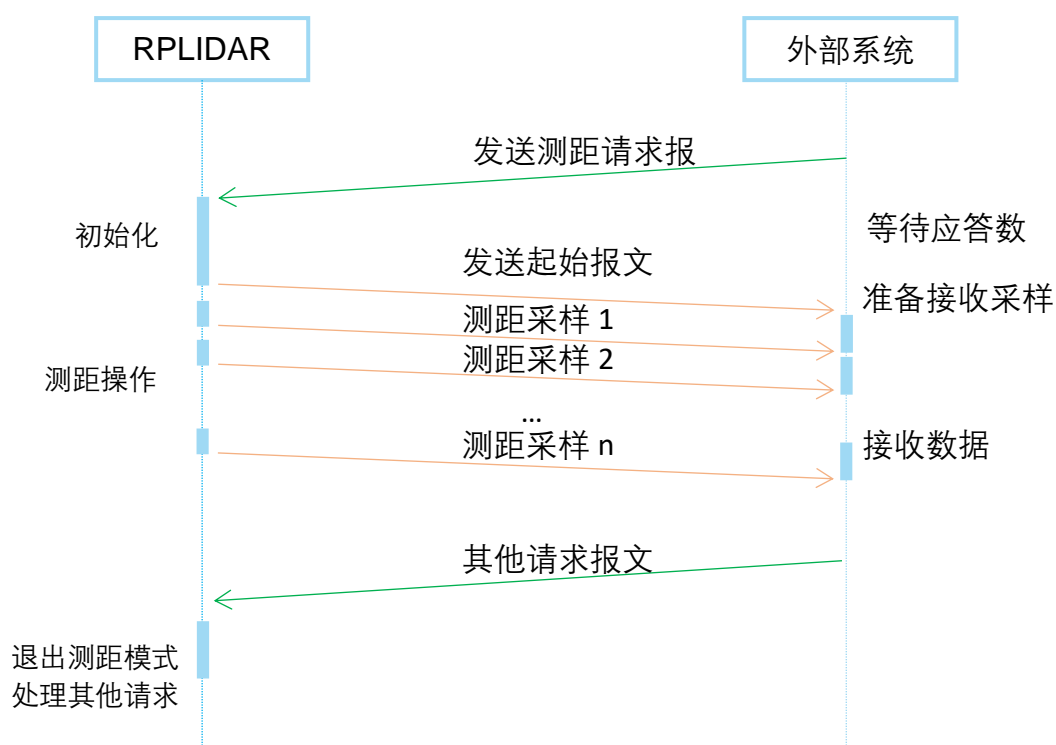 RPLIDAR
外部系统
发送测距请求报
初始化
等待应答数
发送起始报文
准备接收采样
测距采样 1
测距采样 2
测距操作
...
测距采样 n
接收数据
其他请求报文
退出测距模式
处理其他请求